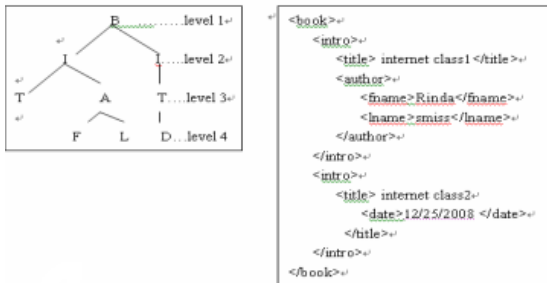 B .........level 1
I I....level 2
T A T....level 3
F L D...level 4
<book>
<intro>
<title> internet class1 </title>
<author>
<fname>Rinda</fname>
<lname>smiss</lname>
</author>
</intro>
<intro>
<title> internet class2
<date>12/25/2008 </date>
</title>
</intro>
</book>